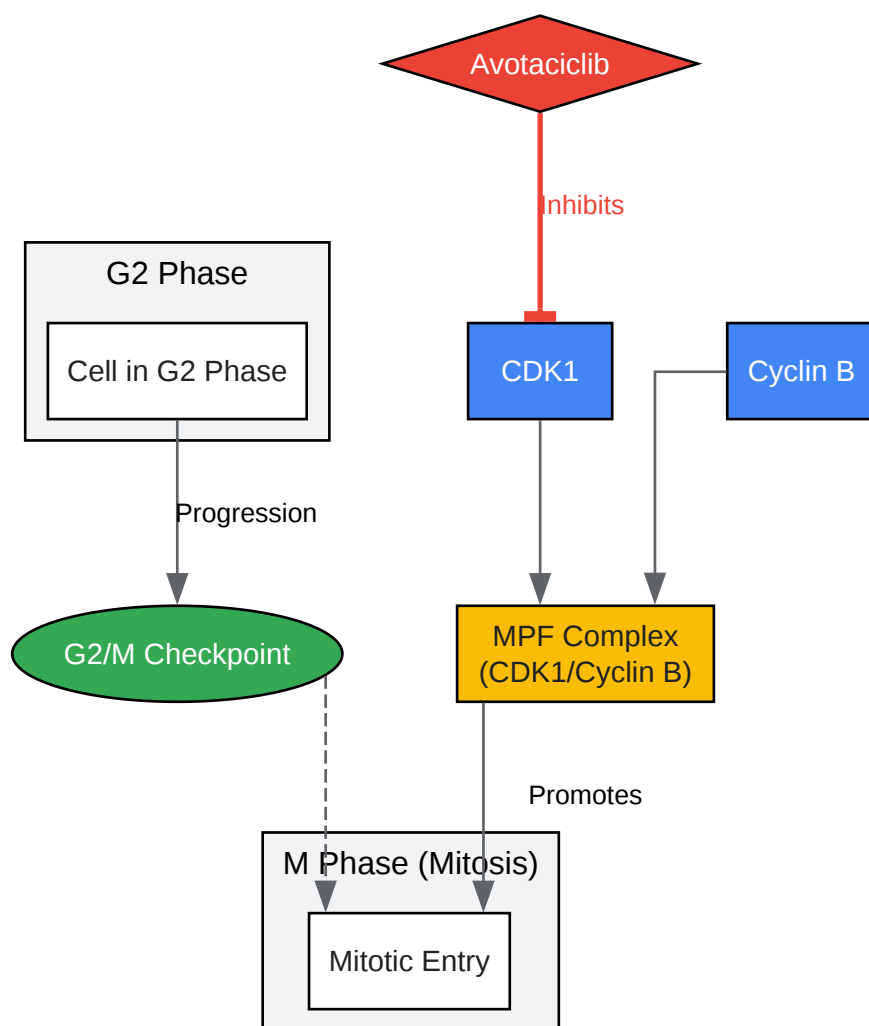 Avotaciclib
Inhibits
G2 Phase
Cell in G2 Phase
CDK1
Cyclin B
Progression
G2/M Checkpoint
MPF Complex
(CDK1/Cyclin B)
Promotes
M Phase (Mitosis)
Mitotic Entry